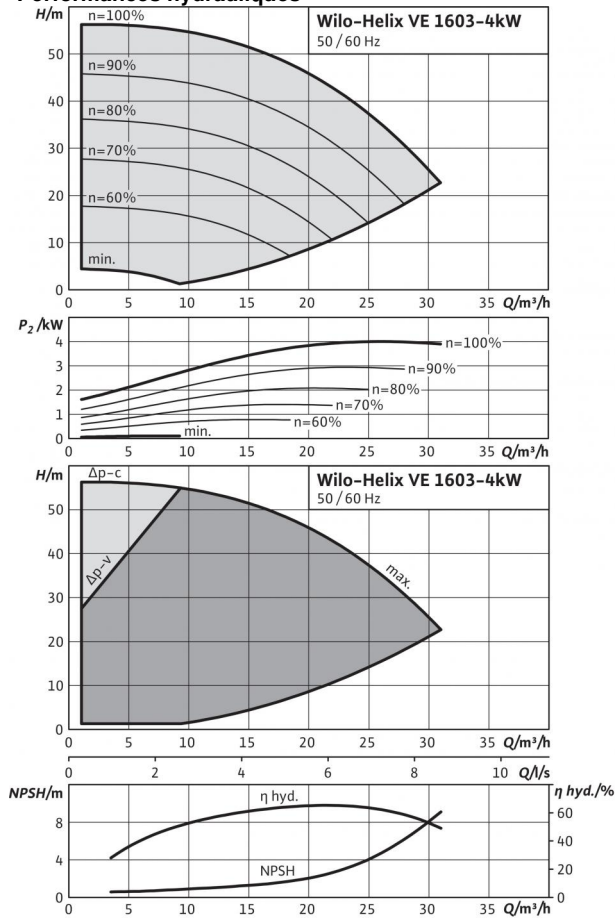 Performances hydrauliques
H/m
n=100%
Wilo-Helix VE 1603-4kW
50 / 60 Hz
50
n=90%
40
n=80%
30
n=70%
20
n=60%
10
min.
0
0 5 10 15 20 25 30 35 Q/m³/h
P₂ /kW
4
n=100%
3
n=90%
2
n=80%
n=70%
1
n=60%
min.
0
0 5 10 15 20 25 30 35 Q/m³/h
H/m
Δp-c
Wilo-Helix VE 1603-4kW
50 / 60 Hz
50
40
Δp-v
max.
30
20
10
0
0 5 10 15 20 25 30 35 Q/m³/h
0 2 4 6 8 10 Q/l/s
NPSH/m
η hyd.
η hyd./%
8
60
40
4
NPSH
20
0
0
0 5 10 15 20 25 30 35 Q/m³/h